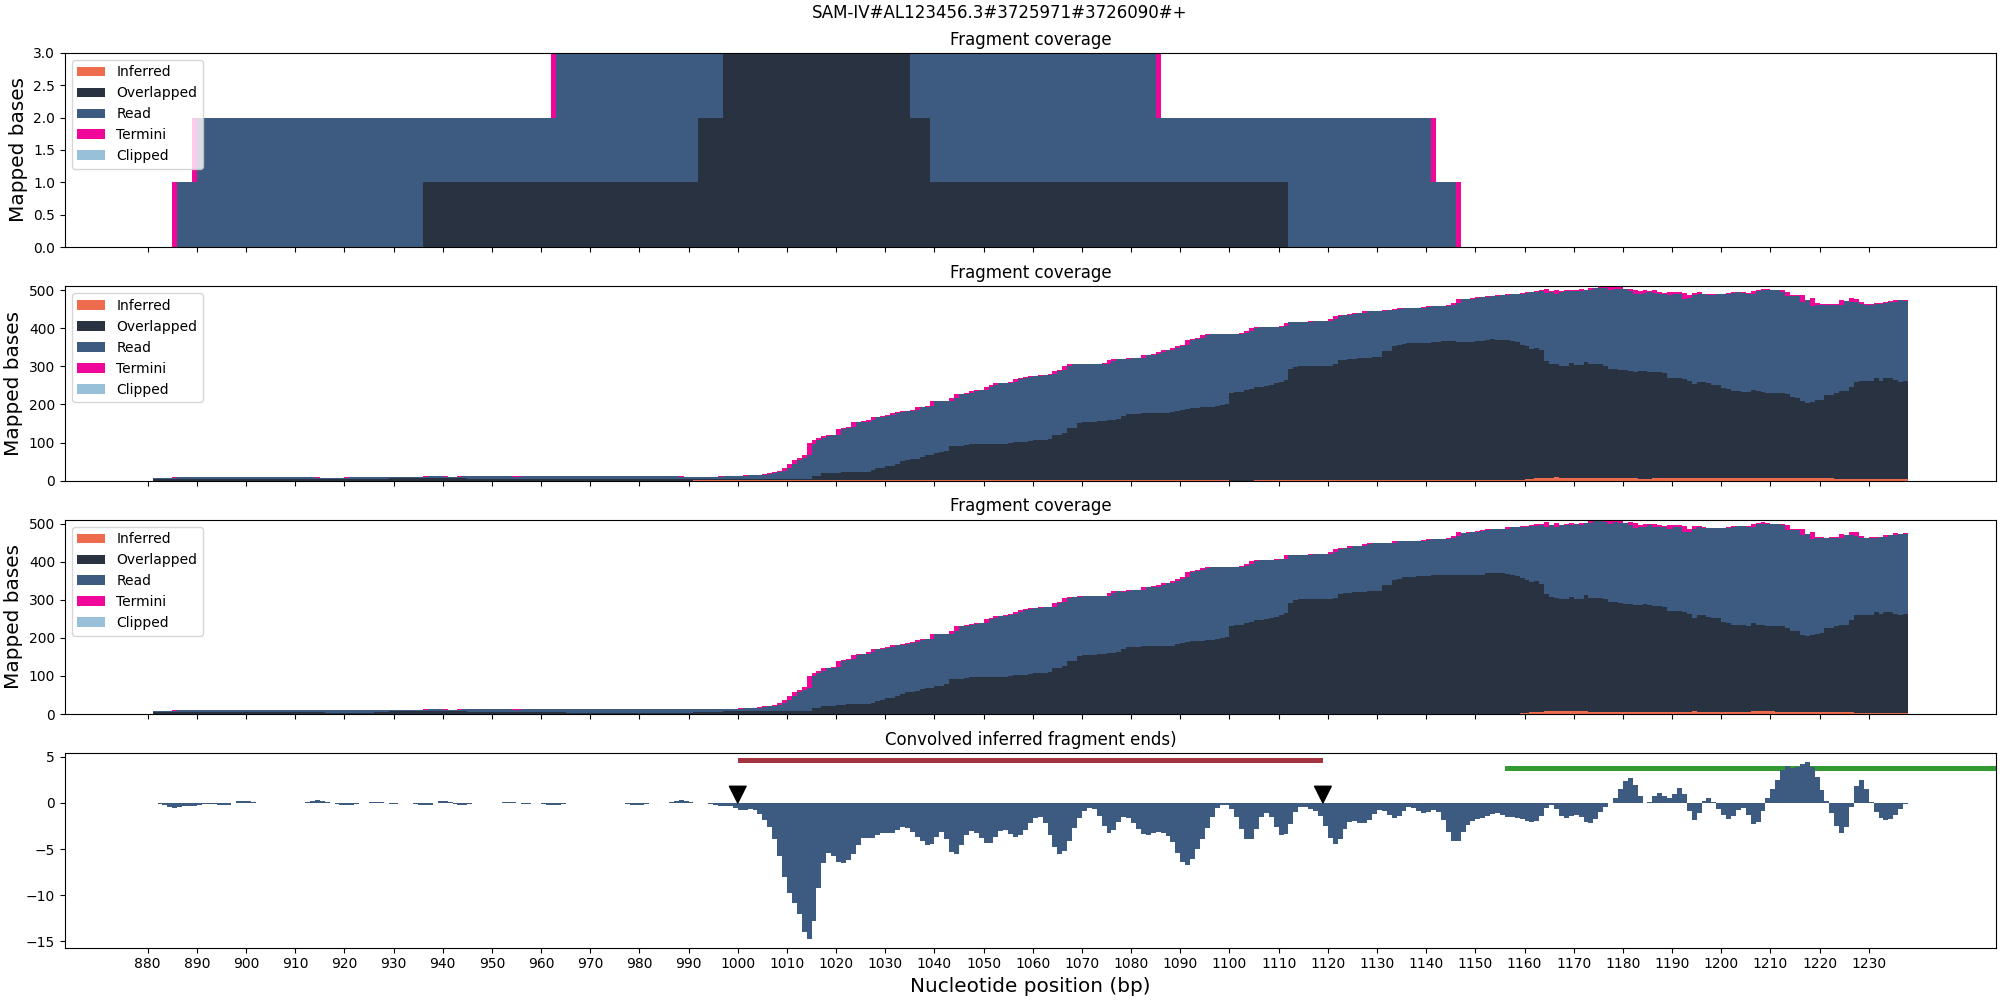 SAM-IV#AL123456.3#3725971#3726090#+
Fragment coverage
Mapped bases
3.0
2.5
2.0
1.5
1.0
0.5
0.0
Inferred
Overlapped
Read
Termini
Clipped
Fragment coverage
Mapped bases
500
400
300
200
100
0
Inferred
Overlapped
Read
Termini
Clipped
Fragment coverage
Mapped bases
500
400
300
200
100
0
Inferred
Overlapped
Read
Termini
Clipped
Convolved inferred fragment ends)
5
0
−5
−10
−15
880 890 900 910 920 930 940 950 960 970 980 990 1000 1010 1020 1030 1040 1050 1060 1070 1080 1090 1100 1110 1120 1130 1140 1150 1160 1170 1180 1190 1200 1210 1220 1230
Nucleotide position (bp)